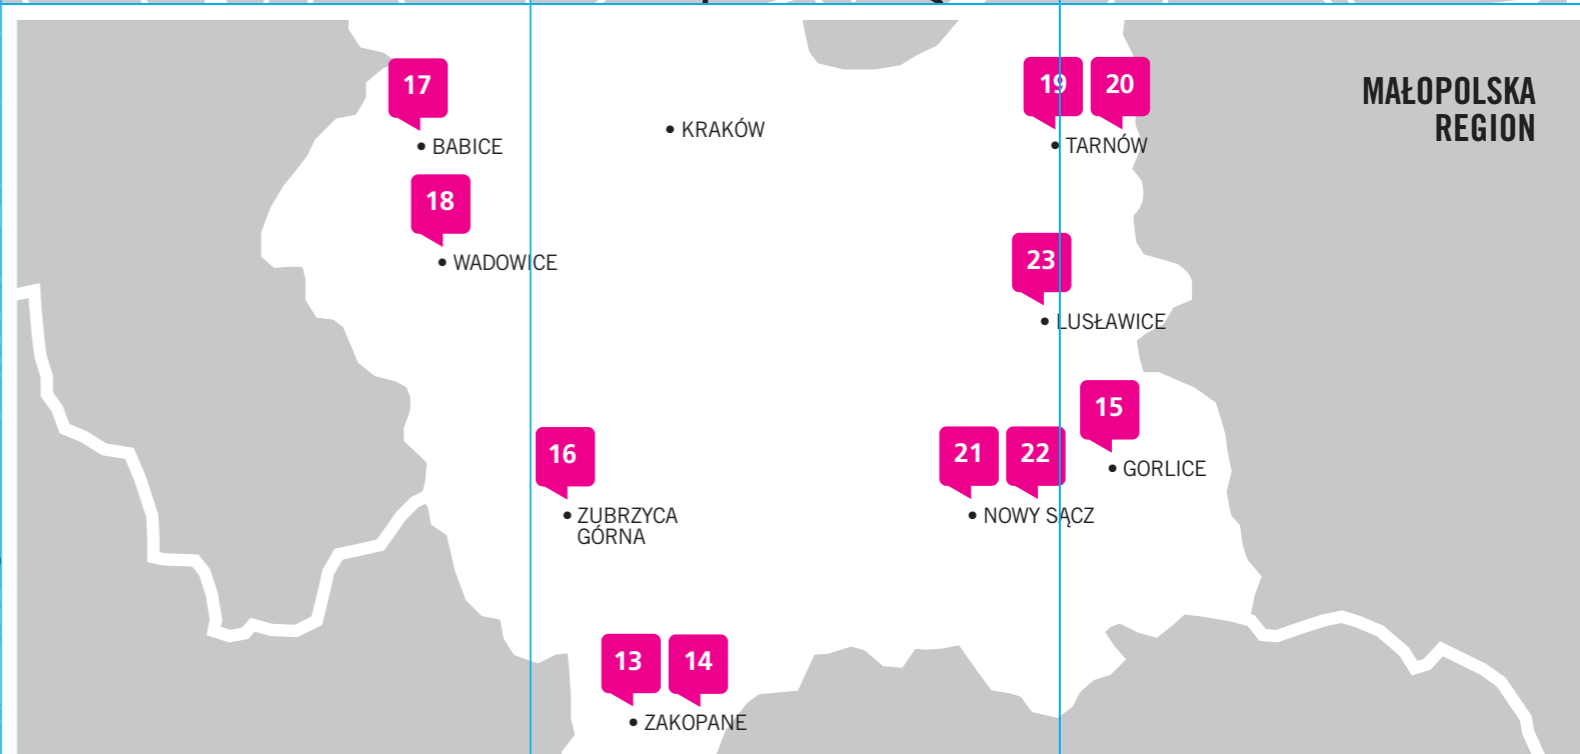 MAŁOPOLSKA
REGION
17
19
20
KRAKÓW
BABICE
TARNÓW
18
WADOWICE
23
LUSŁAWICE
15
GORLICE
16
21
22
ZUBRZYCA
GÓRNA
NOWY SĄCZ
13
14
ZAKOPANE